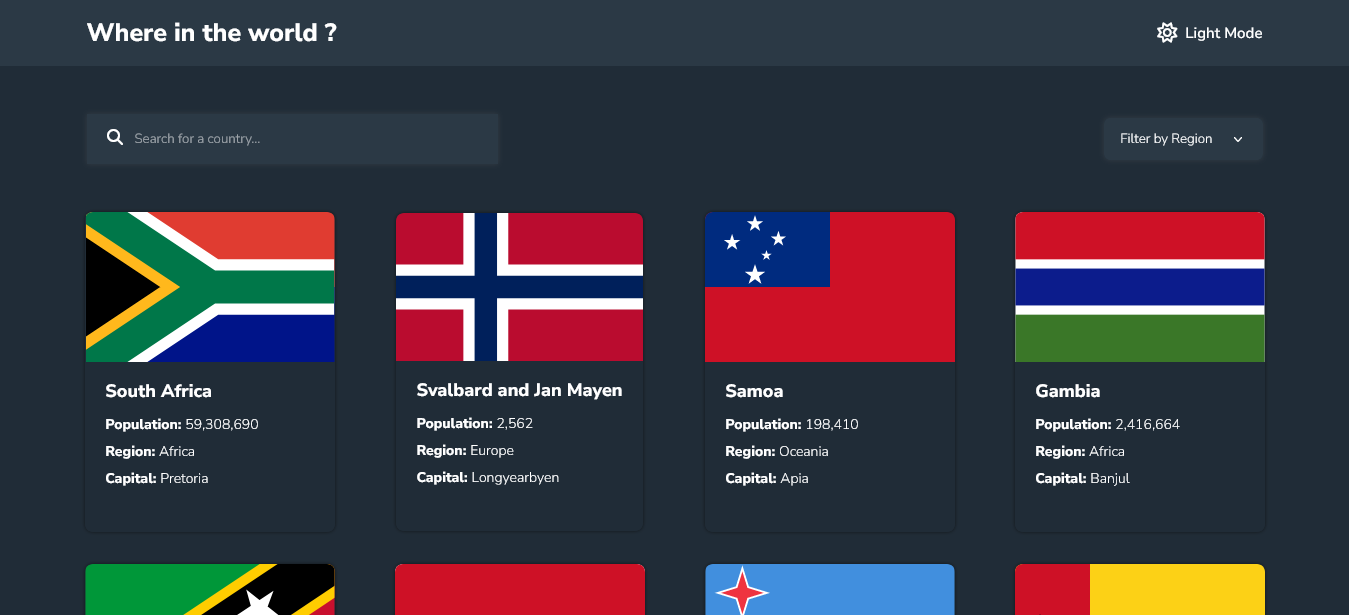 Where in the world ?
Light Mode
Search for a country...
Filter by Region
South Africa
Population: 59,308,690
Region: Africa
Capital: Pretoria
Svalbard and Jan Mayen
Population: 2,562
Region: Europe
Capital: Longyearbyen
Samoa
Population: 198,410
Region: Oceania
Capital: Apia
Gambia
Population: 2,416,664
Region: Africa
Capital: Banjul